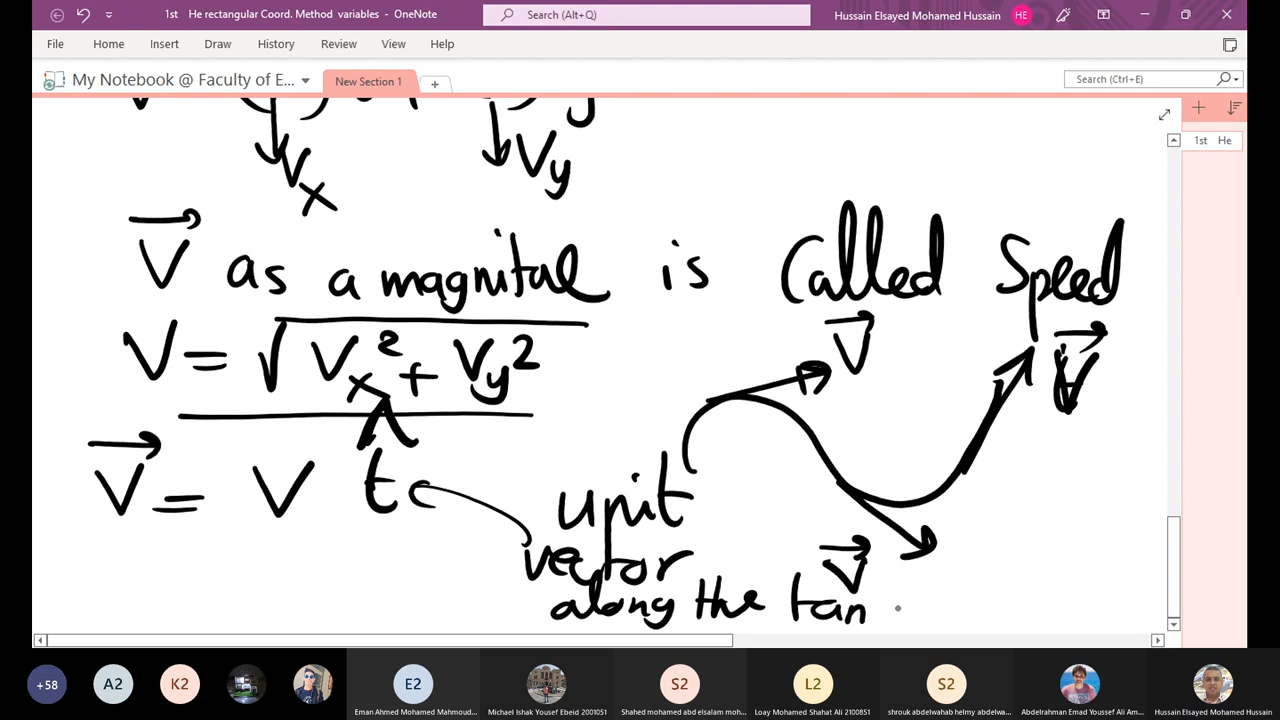 1st He rectangular Coord. Method variables - OneNote
Search (Alt+Q)
Hussain Elsayed Mohamed Hussain HE
File Home Insert Draw History Review View Help
My Notebook @ Faculty of E...
New Section 1
Search (Ctrl+E)
1st He
Vx Vy
V as a magnitude is Called Speed
V = √Vx² + Vy²
V
V
V = V t
unit
vector
V
along the tan
+58 A2 K2 E2 S2 L2 S2
Eman Ahmed Mohamed Mahmoud... Michael Ishak Yousef Ebeid 2001051 Shahed mohamed abd elsalam moh... Loay Mohamed Shahat Ali 2100851 shrouk abdelwahab helmy abdelwa... Abdelrahman Emad Youssef Ali Am... Hussain Elsayed Mohamed Hussain